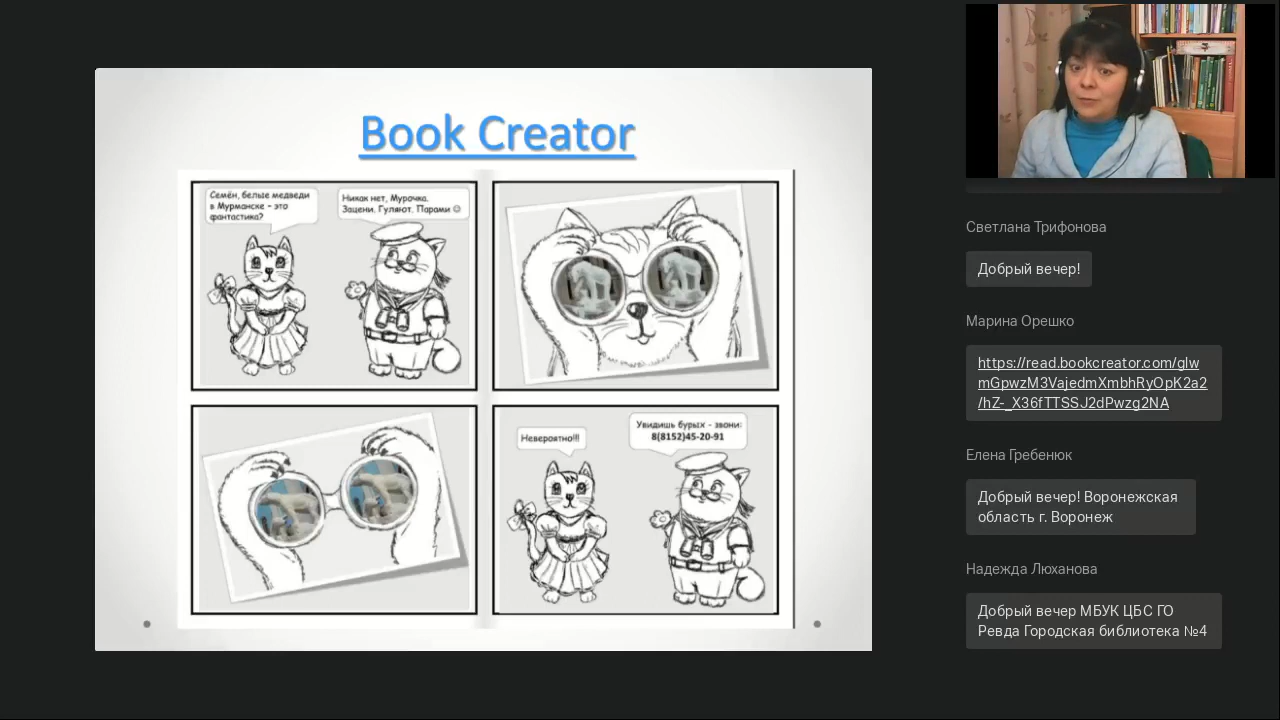 Book Creator
Семён, белые медведи
в Мурманске - это
фантастика?
Никак нет, Мурочка.
Зацени. Гуляют. Парами ☺
Невероятно!!!
Увидишь бурых - звони:
8(8152)45-20-91
Светлана Трифонова
Добрый вечер!
Марина Орешко
https://read.bookcreator.com/glw
mGpwzM3VajedmXmbhRyOpK2a2
/hZ-_X36fTTSSJ2dPwzg2NA
Елена Гребенюк
Добрый вечер! Воронежская
область г. Воронеж
Надежда Люханова
Добрый вечер МБУК ЦБС ГО
Ревда Городская библиотека №4